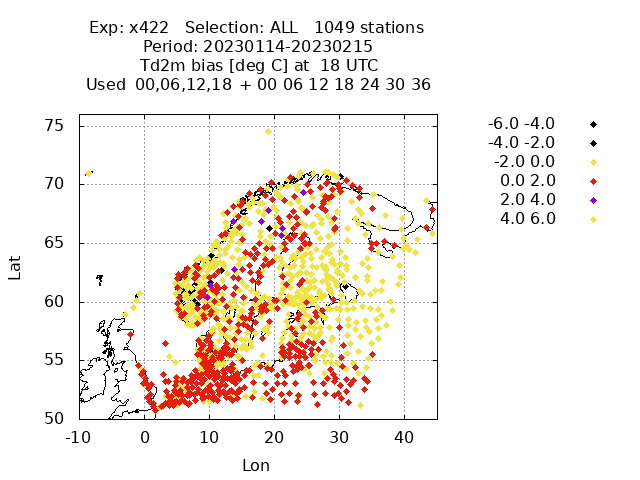 Exp: x422   Selection: ALL   1049 stations
Period: 20230114-20230215
Td2m bias [deg C] at  18 UTC
Used  00,06,12,18 + 00 06 12 18 24 30 36
-6.0 -4.0
-4.0 -2.0
-2.0 0.0
0.0 2.0
2.0 4.0
4.0 6.0
75
70
65
60
55
50
Lat
-10 0 10 20 30 40
Lon